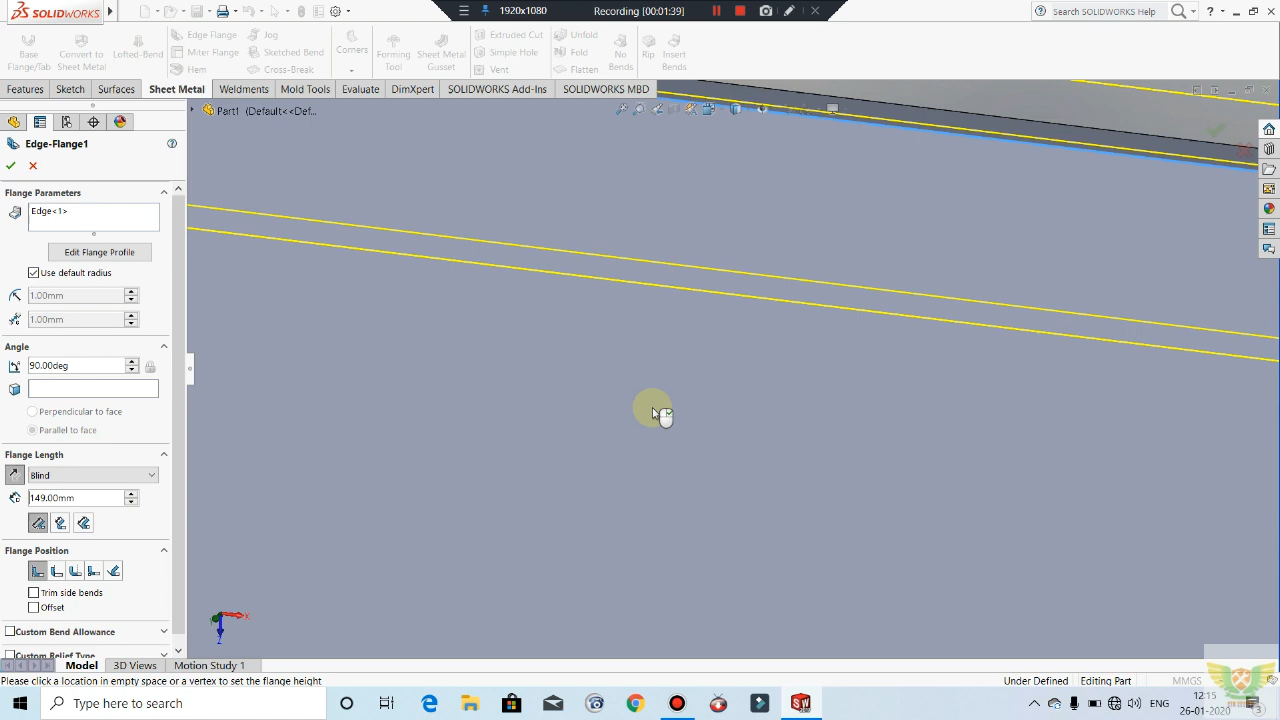 1920x1080
Recording [00:01:39]
SOLIDWORKS
Search SOLIDWORKS Help
Base Flange/Tab
Convert to Sheet Metal
Lofted-Bend
Edge Flange
Miter Flange
Hem
Jog
Sketched Bend
Cross-Break
Corners
Forming Tool
Sheet Metal Gusset
Extruded Cut
Simple Hole
Vent
Unfold
Fold
Flatten
No Bends
Rip
Insert Bends
Features
Sketch
Surfaces
Sheet Metal
Weldments
Mold Tools
Evaluate
DimXpert
SOLIDWORKS Add-Ins
SOLIDWORKS MBD
Part1 (Default<<Def...
Edge-Flange1
Flange Parameters
Edge<1>
Edit Flange Profile
Use default radius
1.00mm
1.00mm
Angle
90.00deg
Perpendicular to face
Parallel to face
Flange Length
Blind
149.00mm
Flange Position
Trim side bends
Offset
Custom Bend Allowance
Custom Relief Type
X
Z
Model
3D Views
Motion Study 1
Please click a location in empty space or a vertex to set the flange height
Under Defined
Editing Part
MMGS
Type here to search
ENG
12:15
26-01-2020
3